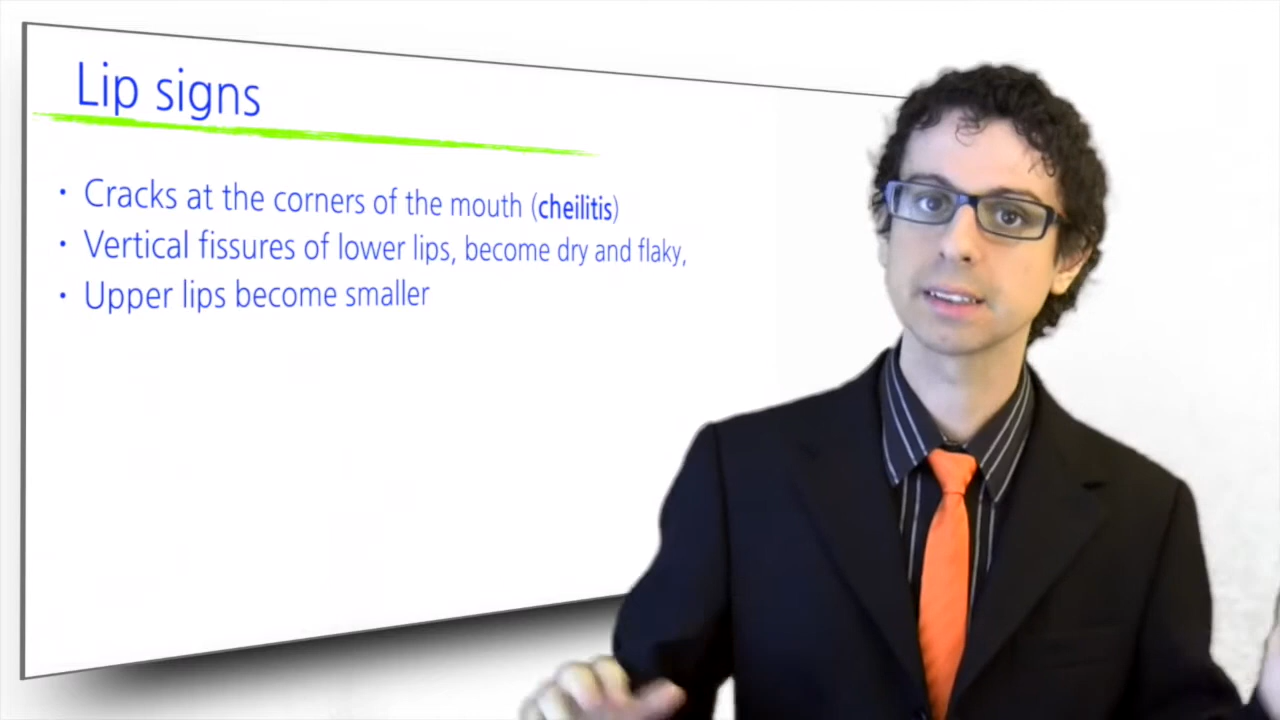 Lip signs
• Cracks at the corners of the mouth (cheilitis)
• Vertical fissures of lower lips, become dry and flaky,
• Upper lips become smaller